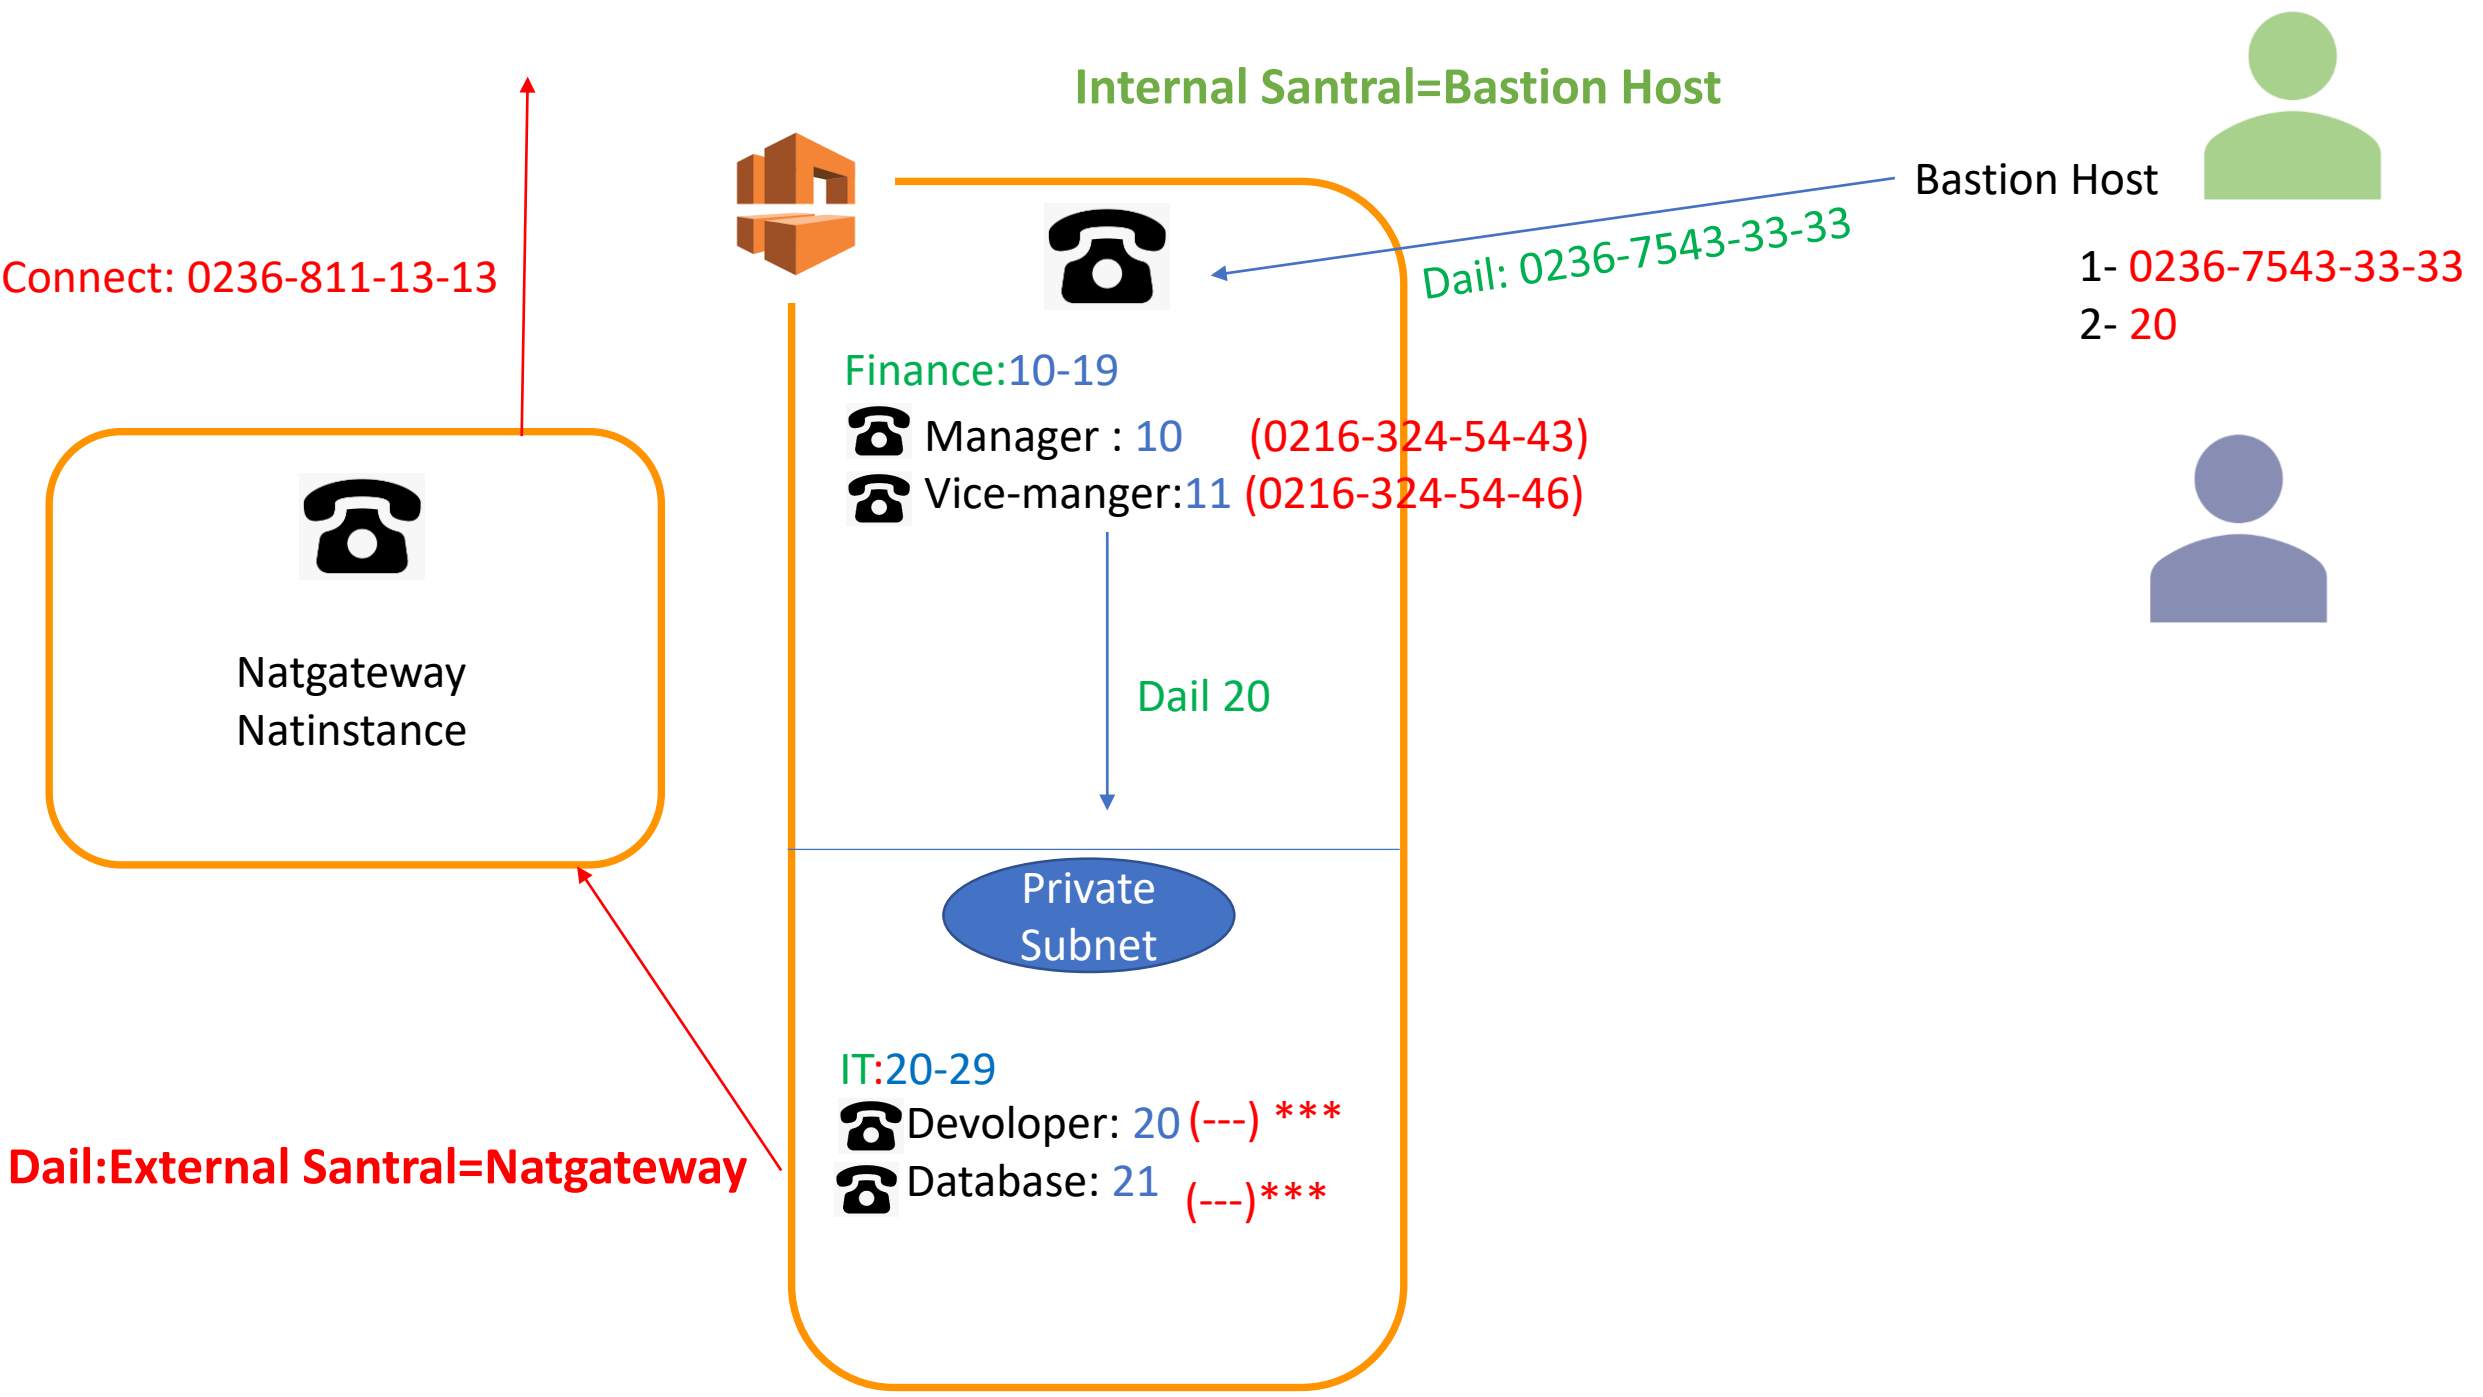 Internal Santral=Bastion Host
Bastion Host
Dail: 0236-7543-33-33
1- 0236-7543-33-33
2- 20
Connect: 0236-811-13-13
Finance:10-19
Manager : 10 (0216-324-54-43)
Vice-manger:11 (0216-324-54-46)
Natgateway
Natinstance
Dail 20
Private
Subnet
IT:20-29
Devoloper: 20 (---) ***
Database: 21 (---)***
Dail:External Santral=Natgateway